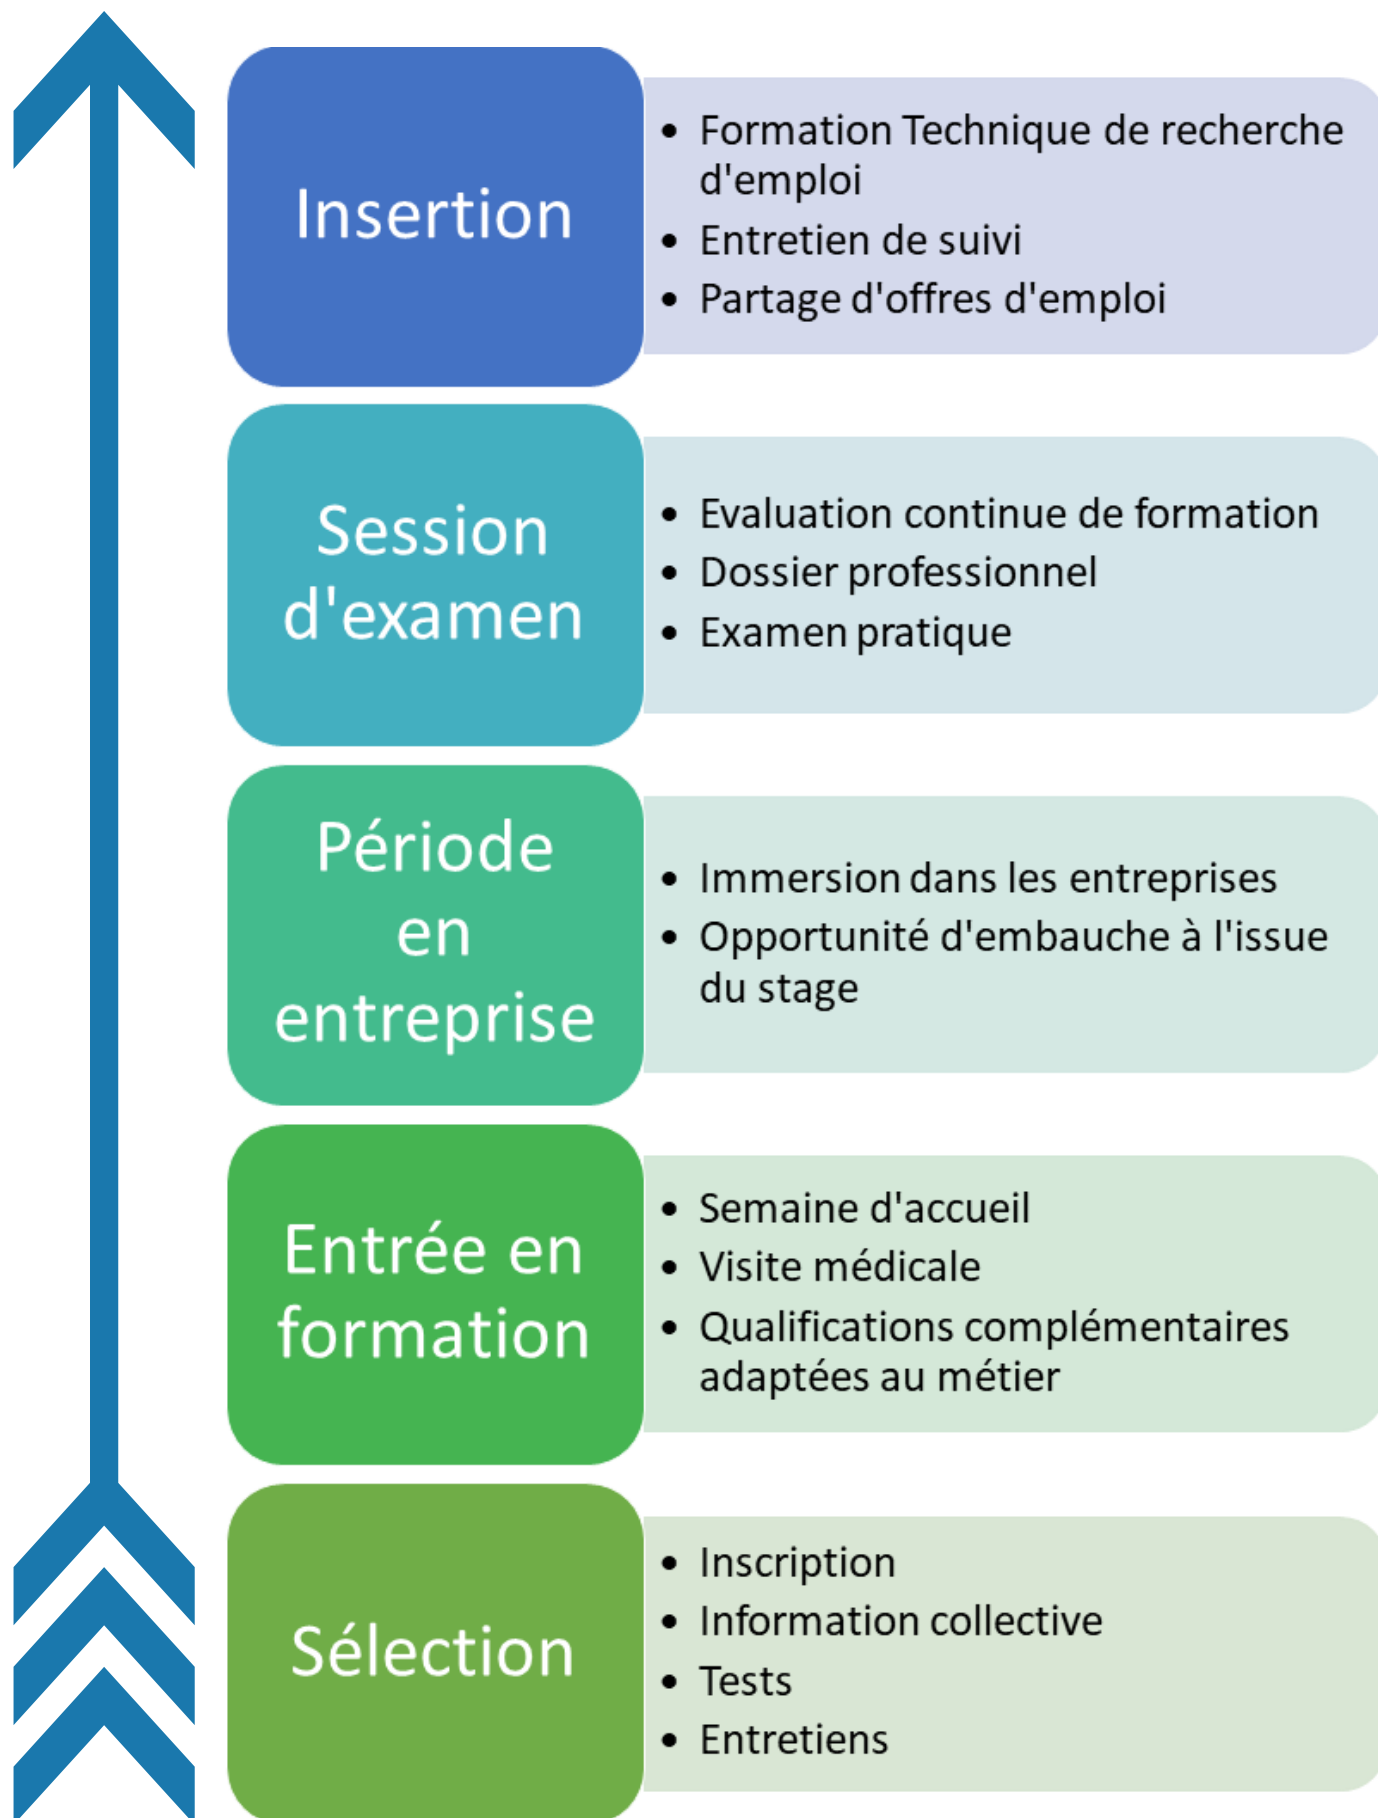 Insertion
• Formation Technique de recherche
d'emploi
• Entretien de suivi
• Partage d'offres d'emploi
Session
d'examen
• Evaluation continue de formation
• Dossier professionnel
• Examen pratique
Période
en
entreprise
• Immersion dans les entreprises
• Opportunité d'embauche à l'issue
du stage
Entrée en
formation
• Semaine d'accueil
• Visite médicale
• Qualifications complémentaires
adaptées au métier
Sélection
• Inscription
• Information collective
• Tests
• Entretiens